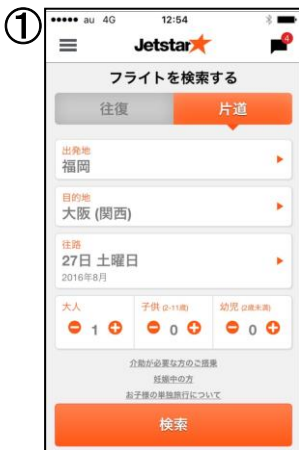 ①
au 4G 12:54
Jetstar 4
フライトを検索する
往復 片道
出発地
福岡
目的地
大阪 (関西)
往路
27日 土曜日
2016年8月
大人 子供 (2-11歳) 幼児 (2歳未満)
1 0 0
介助が必要な方のご搭乗
妊娠中の方
お子様の単独旅行について
検索